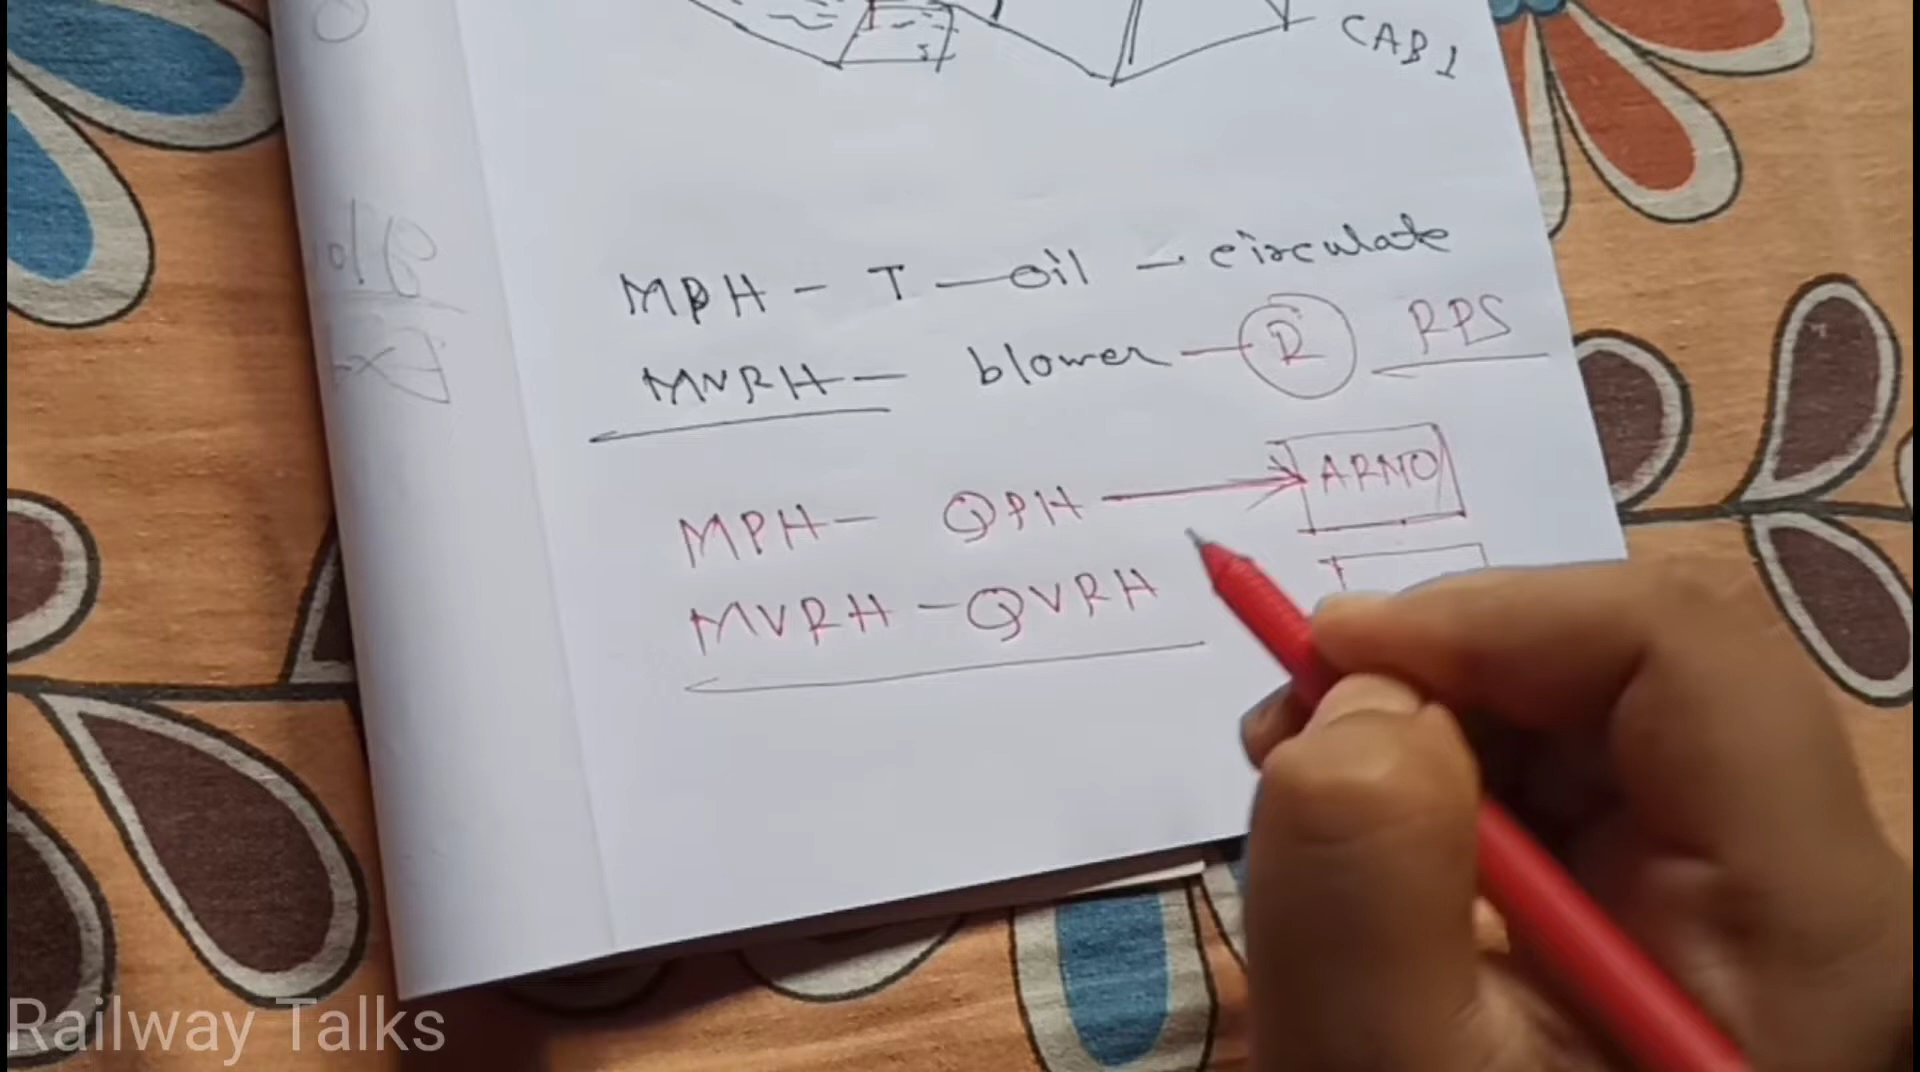 CAB 1
MPH - T - oil - circulate
MVRH - blower - R RPS
MPH - QPH → ARNO
MVRH - QVRH
Railway Talks